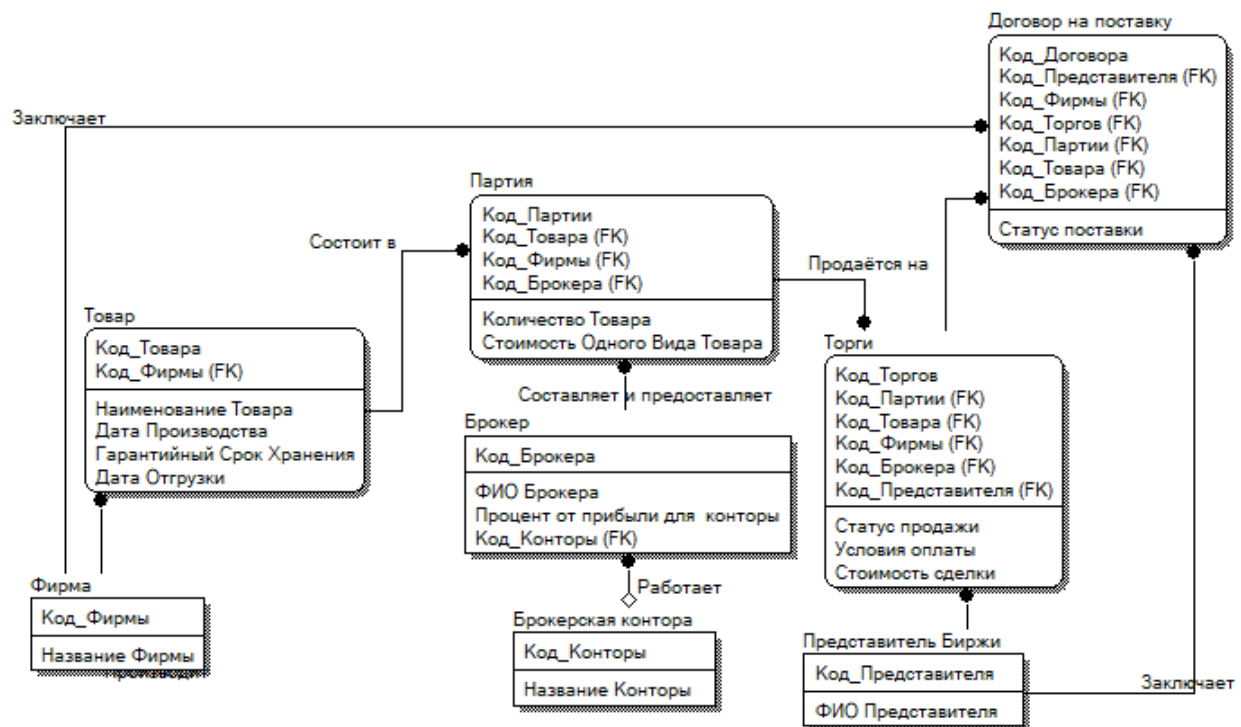 Договор на поставку
Код_Договора
Код_Представителя (FK)
Код_Фирмы (FK)
Код_Торгов (FK)
Код_Партии (FK)
Код_Товара (FK)
Код_Брокера (FK)
Статус поставки
Заключает
Партия
Код_Партии
Код_Товара (FK)
Код_Фирмы (FK)
Код_Брокера (FK)
Количество Товара
Стоимость Одного Вида Товара
Состоит в
Продаётся на
Товар
Код_Товара
Код_Фирмы (FK)
Наименование Товара
Дата Производства
Гарантийный Срок Хранения
Дата Отгрузки
Торги
Код_Торгов
Код_Партии (FK)
Код_Товара (FK)
Код_Фирмы (FK)
Код_Брокера (FK)
Код_Представителя (FK)
Статус продажи
Условия оплаты
Стоимость сделки
Составляет и предоставляет
Брокер
Код_Брокера
ФИО Брокера
Процент от прибыли для конторы
Код_Конторы (FK)
Фирма
Код_Фирмы
Название Фирмы
Работает
Брокерская контора
Код_Конторы
Название Конторы
Представитель Биржи
Код_Представителя
ФИО Представителя
Заключает